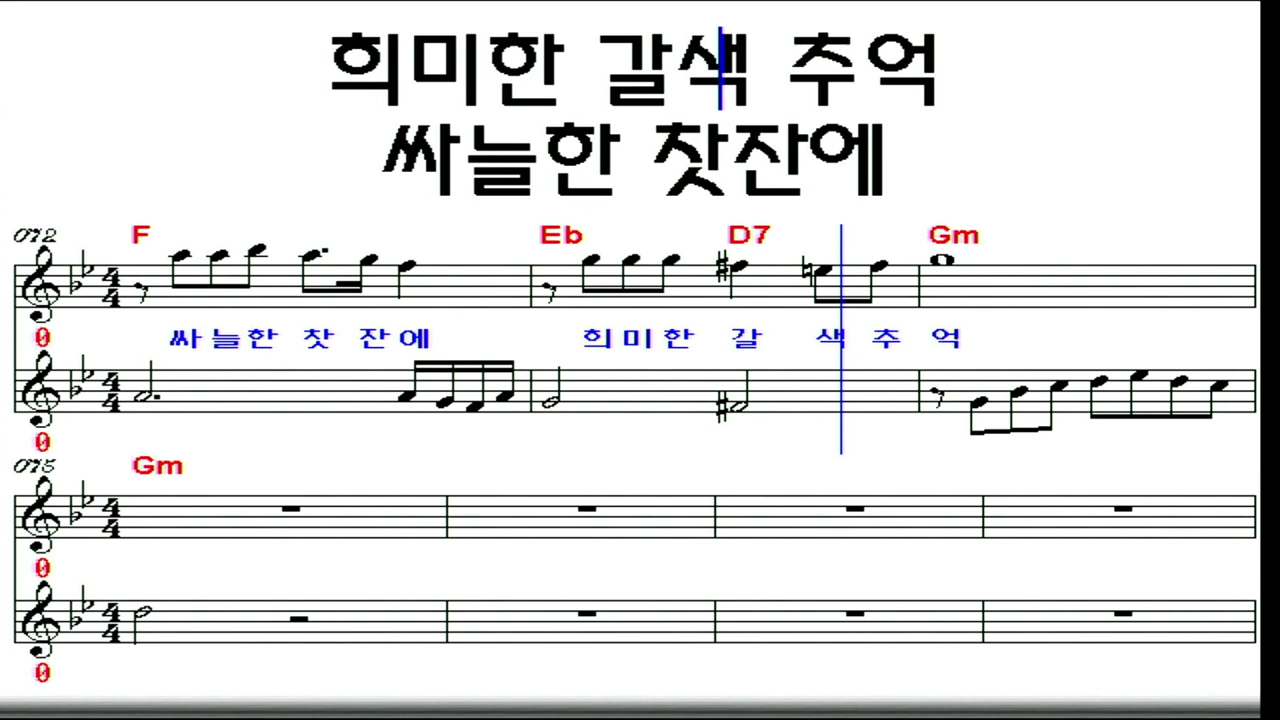 희미한 갈색 추억
싸늘한 찻잔에
072 F Eb D7 Gm
싸 늘 한 찻 잔 에 희 미 한 갈 색 추 억
0
0
075 Gm
0
0